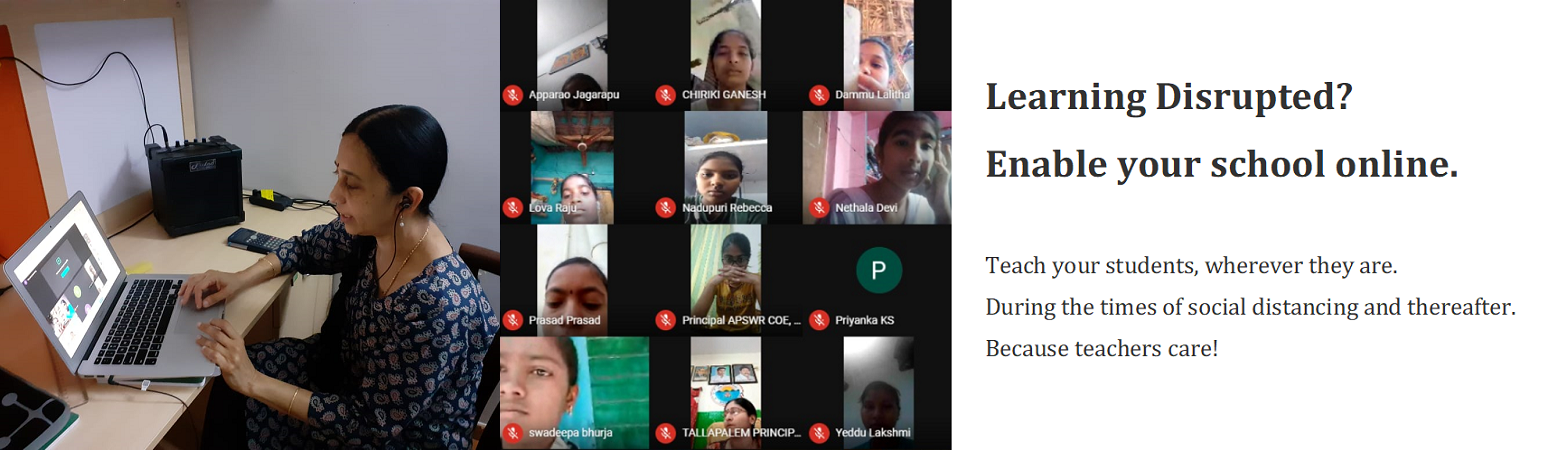 Apparao Jagarapu
CHIRIKI GANESH
Dammu Lalitha
Lova Raju
Nadupuri Rebecca
Nethala Devi
Prasad Prasad
Principal APSWR COE, ...
P
Priyanka KS
swadeepa bhurja
TALLAPALEM PRINCIP...
Yeddu Lakshmi
Learning Disrupted?
Enable your school online.
Teach your students, wherever they are.
During the times of social distancing and thereafter.
Because teachers care!